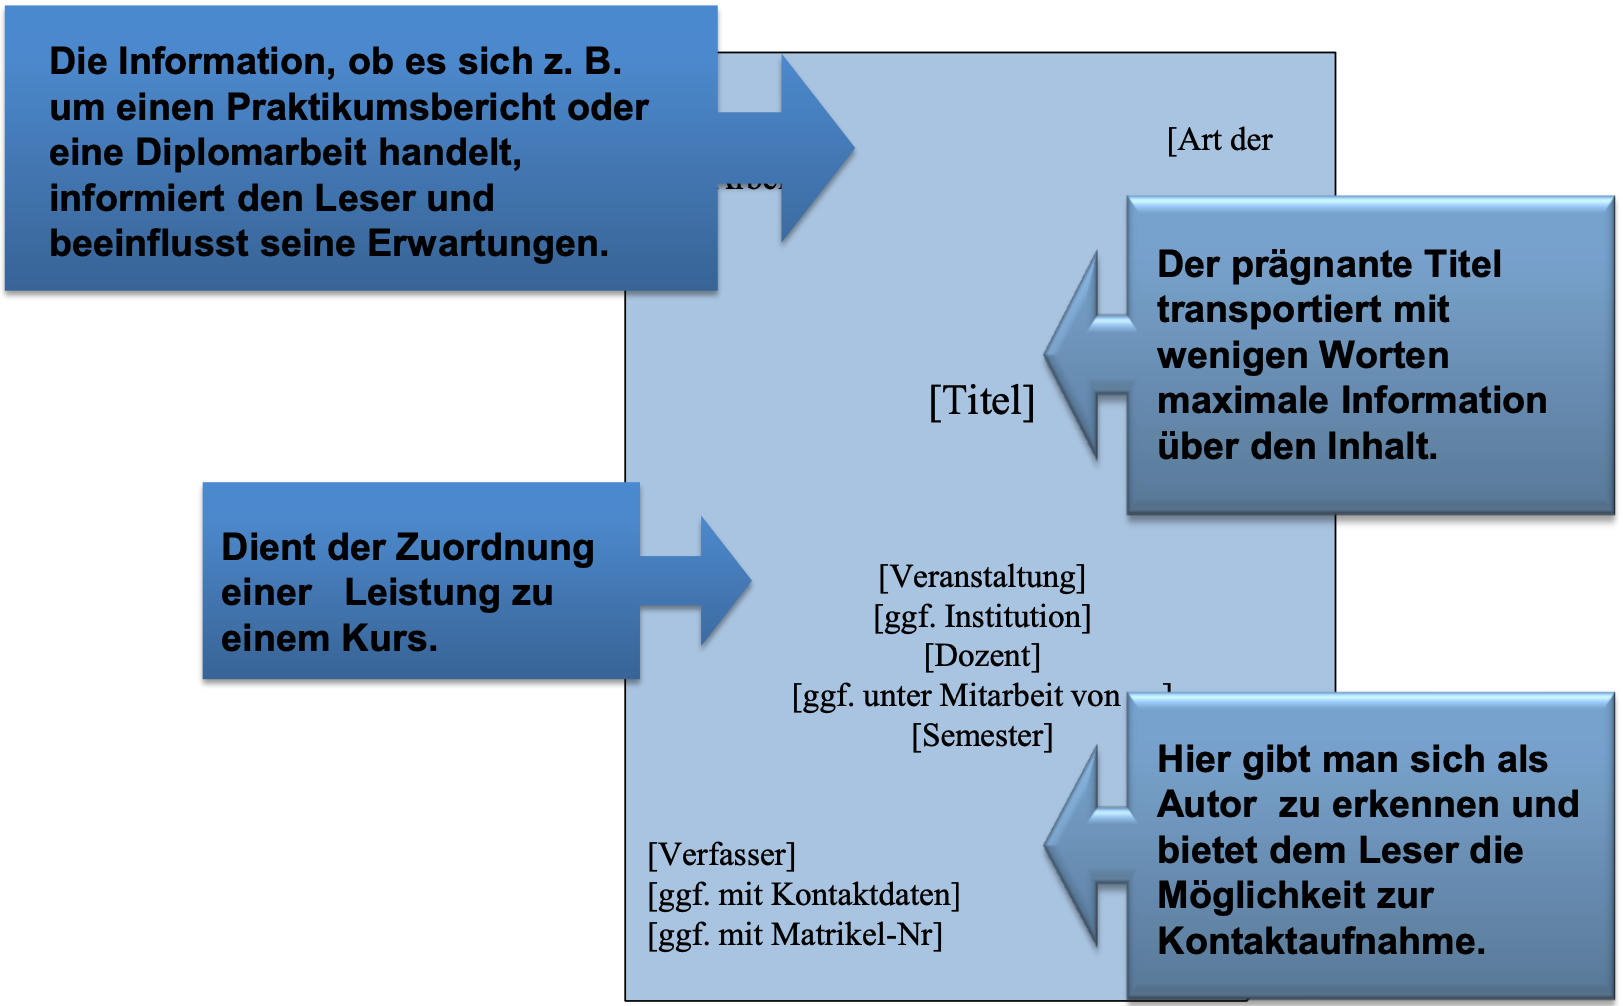 Die Information, ob es sich z. B.
um einen Praktikumsbericht oder
eine Diplomarbeit handelt,
informiert den Leser und
beeinflusst seine Erwartungen.
[Art der
Der prägnante Titel
transportiert mit
wenigen Worten
maximale Information
über den Inhalt.
[Titel]
Dient der Zuordnung
einer Leistung zu
einem Kurs.
[Veranstaltung]
[ggf. Institution]
[Dozent]
[ggf. unter Mitarbeit von
[Semester]
Hier gibt man sich als
Autor zu erkennen und
bietet dem Leser die
Möglichkeit zur
Kontaktaufnahme.
[Verfasser]
[ggf. mit Kontaktdaten]
[ggf. mit Matrikel-Nr]